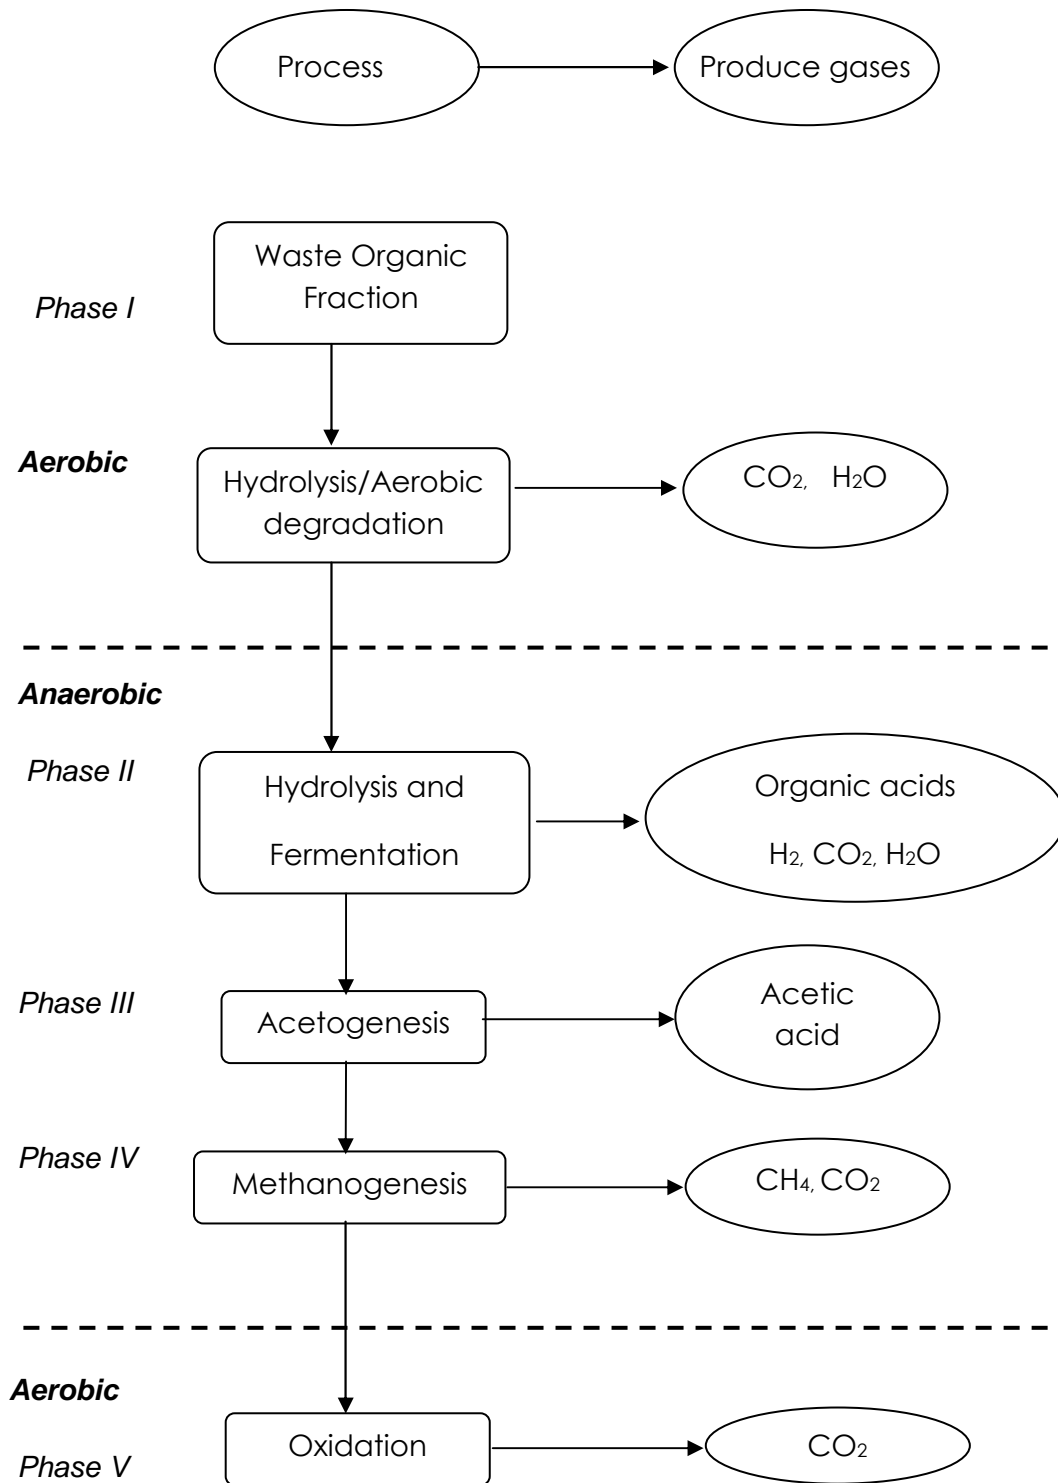 Process
Produce gases
Waste Organic
Fraction
Phase I
Aerobic
Hydrolysis/Aerobic
degradation
CO₂, H₂O
Anaerobic
Phase II
Hydrolysis and
Fermentation
Organic acids
H₂, CO₂, H₂O
Phase III
Acetogenesis
Acetic
acid
Phase IV
Methanogenesis
CH₄, CO₂
Aerobic
Phase V
Oxidation
CO₂